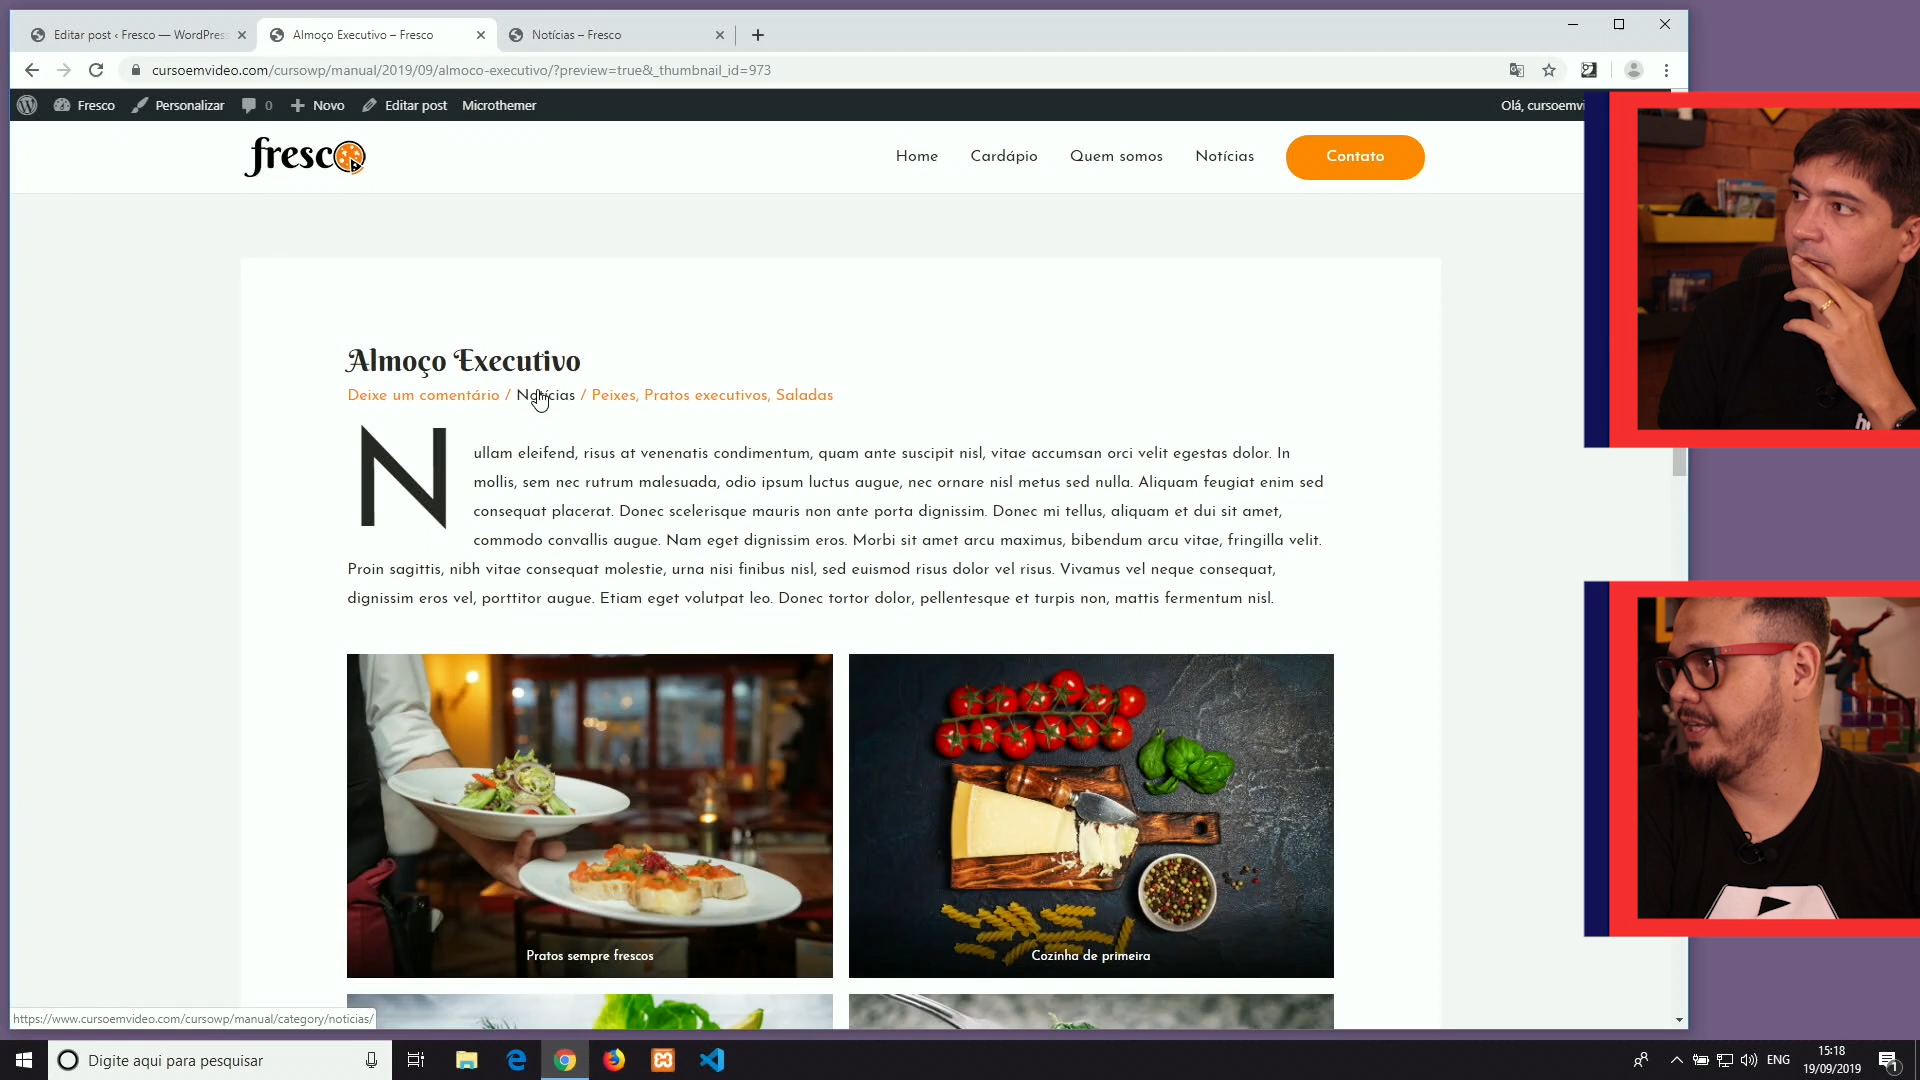 Editar post ‹ Fresco — WordPress
Almoço Executivo – Fresco
Notícias – Fresco
cursoemvideo.com/cursowp/manual/2019/09/almoco-executivo/?preview=true&_thumbnail_id=973
Fresco
Personalizar
0
Novo
Editar post
Microthemer
Olá, cursoemvi
fresco
Home
Cardápio
Quem somos
Notícias
Contato
Almoço Executivo
Deixe um comentário / Notícias / Peixes, Pratos executivos, Saladas
Nullam eleifend, risus at venenatis condimentum, quam ante suscipit nisl, vitae accumsan orci velit egestas dolor. In
mollis, sem nec rutrum malesuada, odio ipsum luctus augue, nec ornare nisl metus sed nulla. Aliquam feugiat enim sed
consequat placerat. Donec scelerisque mauris non ante porta dignissim. Donec mi tellus, aliquam et dui sit amet,
commodo convallis augue. Nam eget dignissim eros. Morbi sit amet arcu maximus, bibendum arcu vitae, fringilla velit.
Proin sagittis, nibh vitae consequat molestie, urna nisi finibus nisl, sed euismod risus dolor vel risus. Vivamus vel neque consequat,
dignissim eros vel, porttitor augue. Etiam eget volutpat leo. Donec tortor dolor, pellentesque et turpis non, mattis fermentum nisl.
Pratos sempre frescos
Cozinha de primeira
https://www.cursoemvideo.com/cursowp/manual/category/noticias/
Digite aqui para pesquisar
ENG
15:18
19/09/2019
1